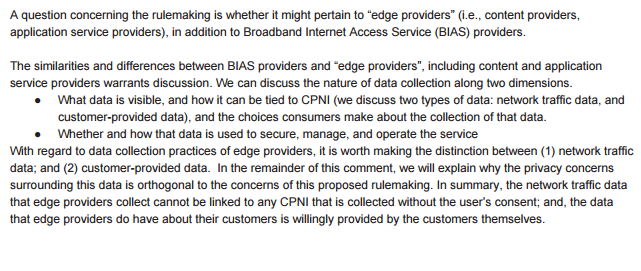 A question concerning the rulemaking is whether it might pertain to “edge providers” (i.e., content providers,
application service providers), in addition to Broadband Internet Access Service (BIAS) providers.
The similarities and differences between BIAS providers and “edge providers”, including content and application
service providers warrants discussion. We can discuss the nature of data collection along two dimensions.
● What data is visible, and how it can be tied to CPNI (we discuss two types of data: network traffic data, and
customer-provided data), and the choices consumers make about the collection of that data.
● Whether and how that data is used to secure, manage, and operate the service
With regard to data collection practices of edge providers, it is worth making the distinction between (1) network traffic
data; and (2) customer-provided data.  In the remainder of this comment, we will explain why the privacy concerns
surrounding this data is orthogonal to the concerns of this proposed rulemaking. In summary, the network traffic data
that edge providers collect cannot be linked to any CPNI that is collected without the user's consent; and, the data
that edge providers do have about their customers is willingly provided by the customers themselves.